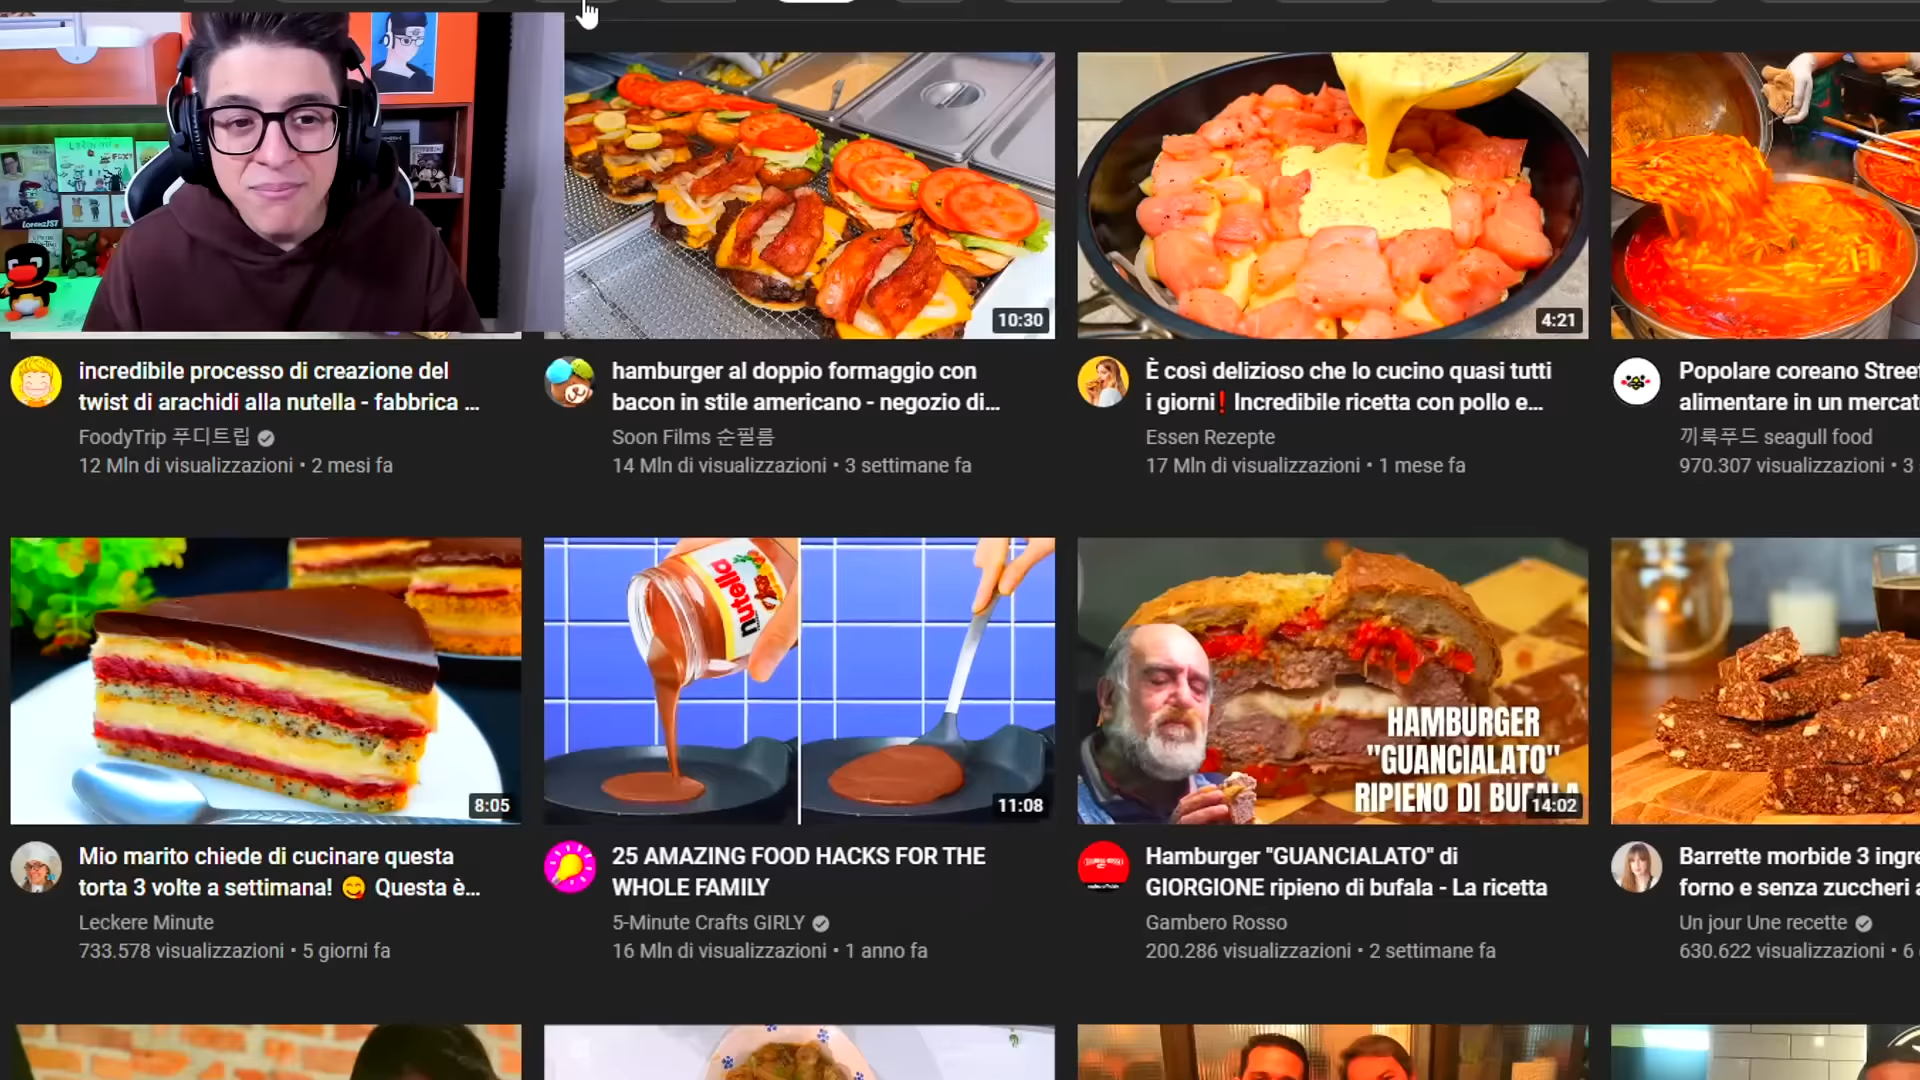 10:30
4:21
incredibile processo di creazione del
twist di arachidi alla nutella - fabbrica ...
FoodyTrip 푸디트립
12 Mln di visualizzazioni • 2 mesi fa
hamburger al doppio formaggio con
bacon in stile americano - negozio di...
Soon Films 순필름
14 Mln di visualizzazioni • 3 settimane fa
È così delizioso che lo cucino quasi tutti
i giorni❗Incredibile ricetta con pollo e...
Essen Rezepte
17 Mln di visualizzazioni • 1 mese fa
Popolare coreano Street
alimentare in un mercat
끼룩푸드 seagull food
970.307 visualizzazioni • 3
nutella
HAMBURGER
"GUANCIALATO"
RIPIENO DI BUFALA
8:05
11:08
14:02
Mio marito chiede di cucinare questa
torta 3 volte a settimana! 😋 Questa è...
Leckere Minute
733.578 visualizzazioni • 5 giorni fa
25 AMAZING FOOD HACKS FOR THE
WHOLE FAMILY
5-Minute Crafts GIRLY
16 Mln di visualizzazioni • 1 anno fa
Hamburger "GUANCIALATO" di
GIORGIONE ripieno di bufala - La ricetta
Gambero Rosso
200.286 visualizzazioni • 2 settimane fa
Barrette morbide 3 ingre
forno e senza zuccheri a
Un jour Une recette
630.622 visualizzazioni • 6